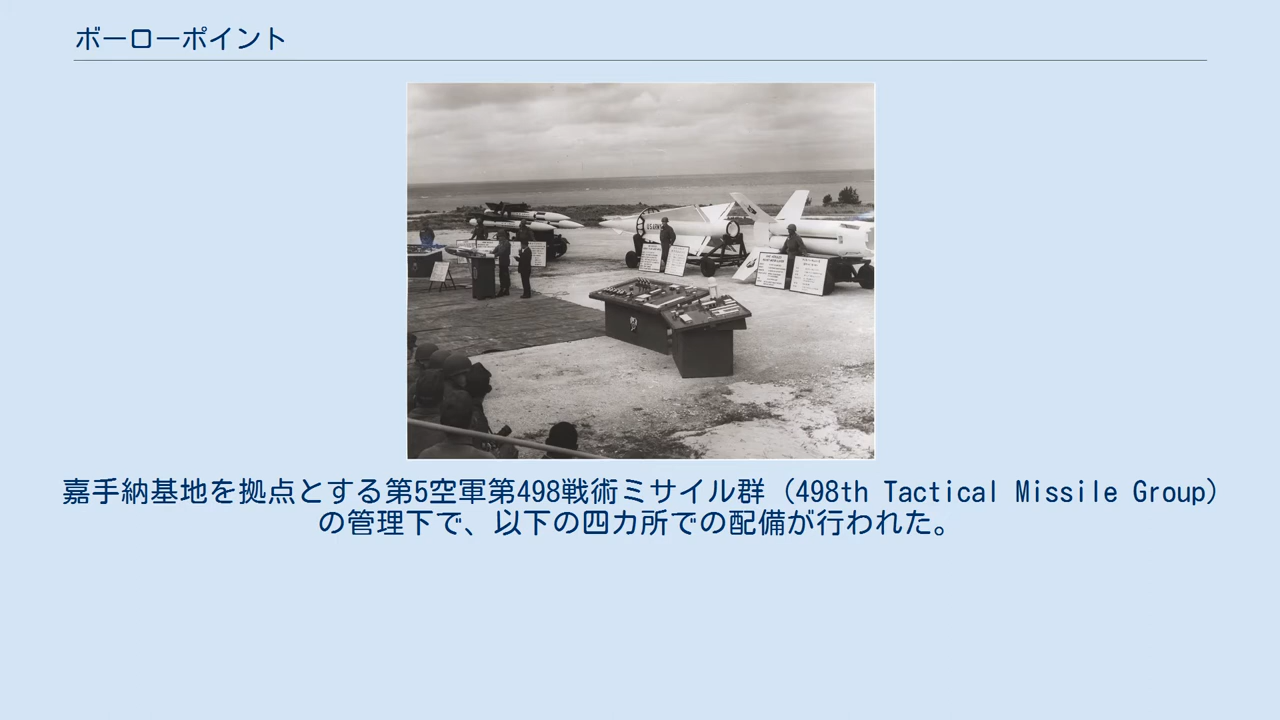 ボーローポイント
嘉手納基地を拠点とする第5空軍第498戦術ミサイル群（498th Tactical Missile Group）
の管理下で、以下の四カ所での配備が行われた。